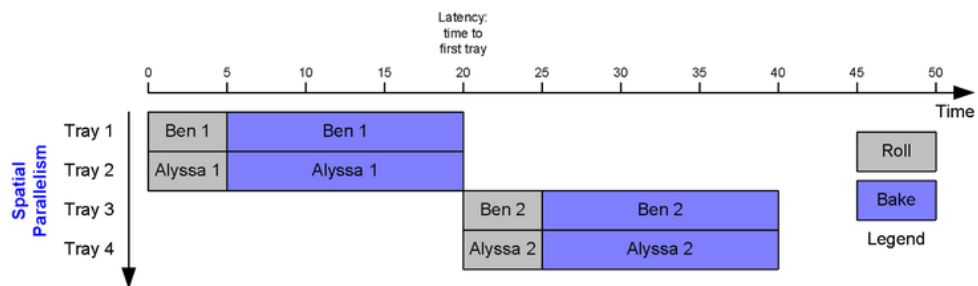 Latency:
time to
first tray
0 5 10 15 20 25 30 35 40 45 50
Time
Spatial
Parallelism
Tray 1 Ben 1 Ben 1
Tray 2 Alyssa 1 Alyssa 1
Tray 3 Ben 2 Ben 2
Tray 4 Alyssa 2 Alyssa 2
Roll
Bake
Legend